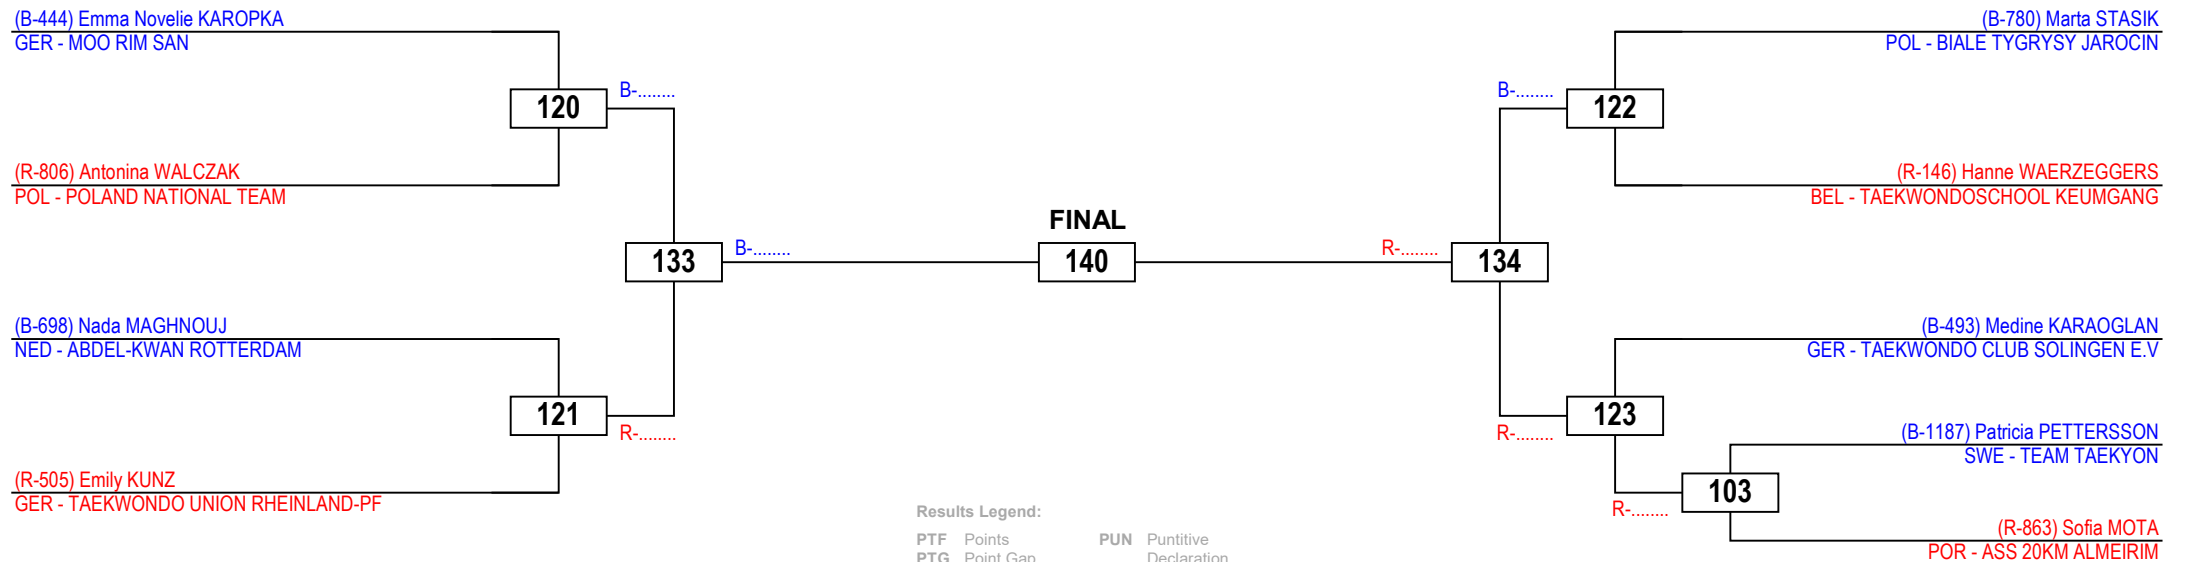 (B-444) Emma Novelie KAROPKA
GER - MOO RIM SAN
120
B-........
(R-806) Antonina WALCZAK
POL - POLAND NATIONAL TEAM
133
B-........
(B-698) Nada MAGHNOUJ
NED - ABDEL-KWAN ROTTERDAM
121
R-........
(R-505) Emily KUNZ
GER - TAEKWONDO UNION RHEINLAND-PF
FINAL
140
(B-780) Marta STASIK
POL - BIALE TYGRYSY JAROCIN
B-........
122
(R-146) Hanne WAERZEGGERS
BEL - TAEKWONDOSCHOOL KEUMGANG
R-........
134
(B-493) Medine KARAOGLAN
GER - TAEKWONDO CLUB SOLINGEN E.V
R-........
123
(B-1187) Patricia PETTERSSON
SWE - TEAM TAEKYON
R-........
103
(R-863) Sofia MOTA
POR - ASS 20KM ALMEIRIM
Results Legend:
PTF Points PUN Puntitive
PTG Point Gap Declaration